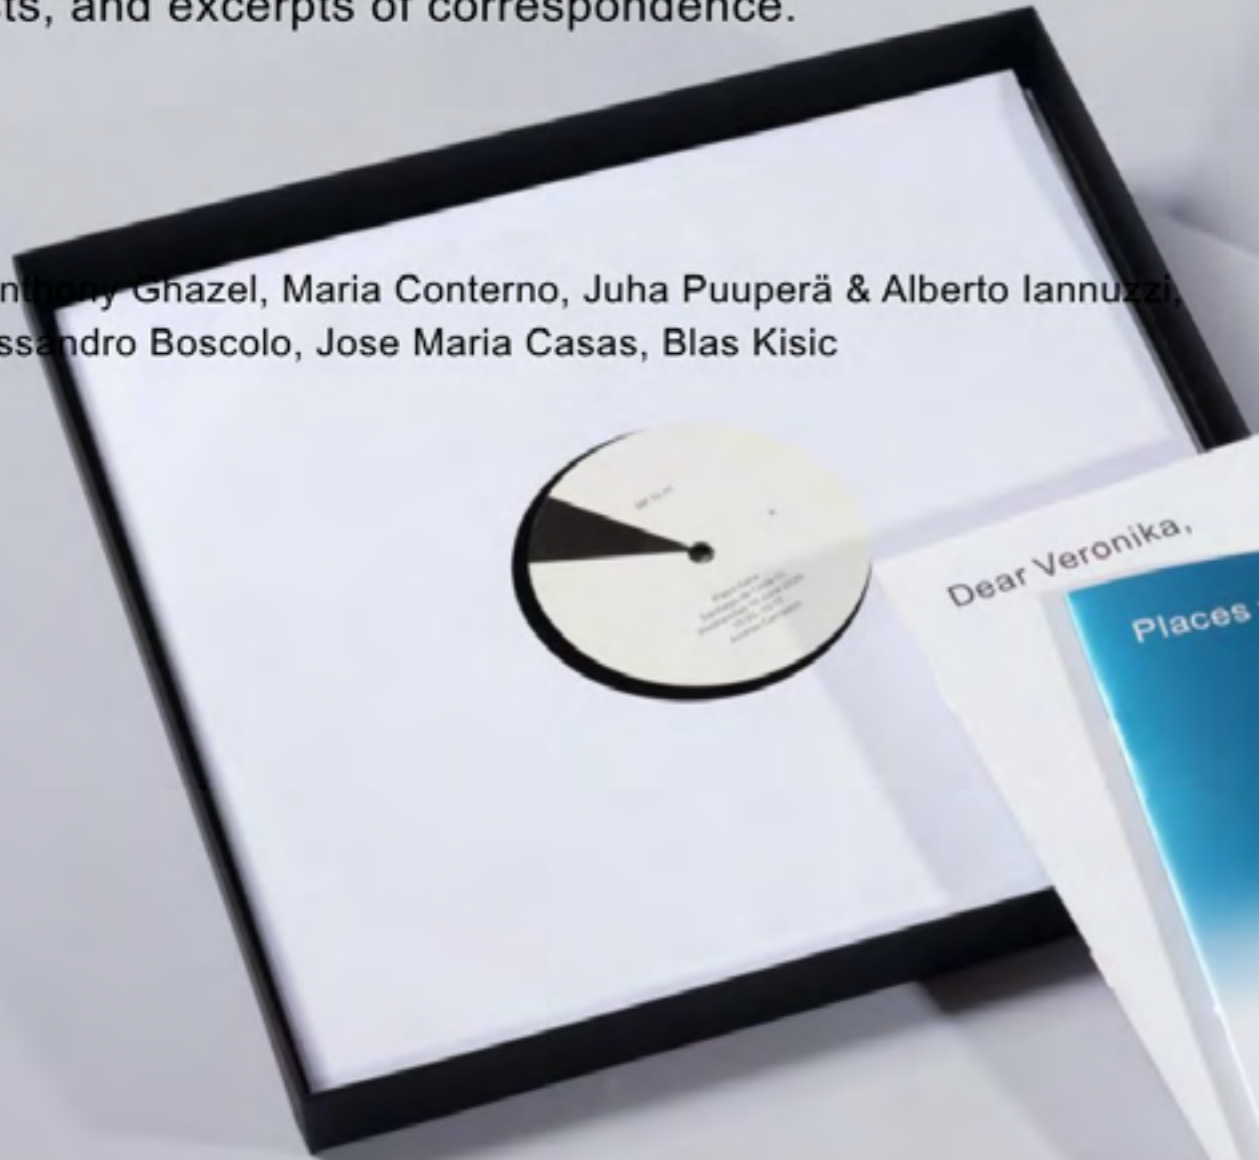 sts, and excerpts of correspondence.
nthony Ghazel, Maria Conterno, Juha Puuperä & Alberto Iannuzzi,
ssandro Boscolo, Jose Maria Casas, Blas Kisic
Dear Veronika,
Places